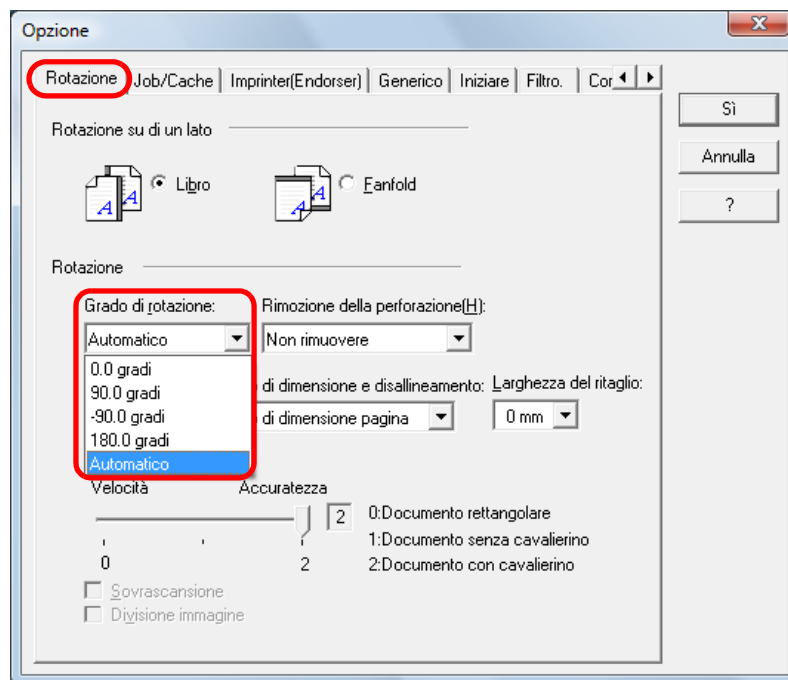 Opzione
Rotazione Job/Cache Imprinter(Endorser) Generico Iniziare Filtro.
Sì
Annulla
?
Rotazione su di un lato
A A Libro A A Fanfold
Rotazione
Grado di rotazione: Rimozione della perforazione(H):
Automatico Non rimuovere
0.0 gradi
90.0 gradi
-90.0 gradi
180.0 gradi
Automatico
di dimensione e disallineamento: Larghezza del ritaglio:
di dimensione pagina 0 mm
Velocità Accuratezza
2
0:Documento rettangolare
1:Documento senza cavalierino
0 2 2:Documento con cavalierino
Sovrascansione
Divisione immagine